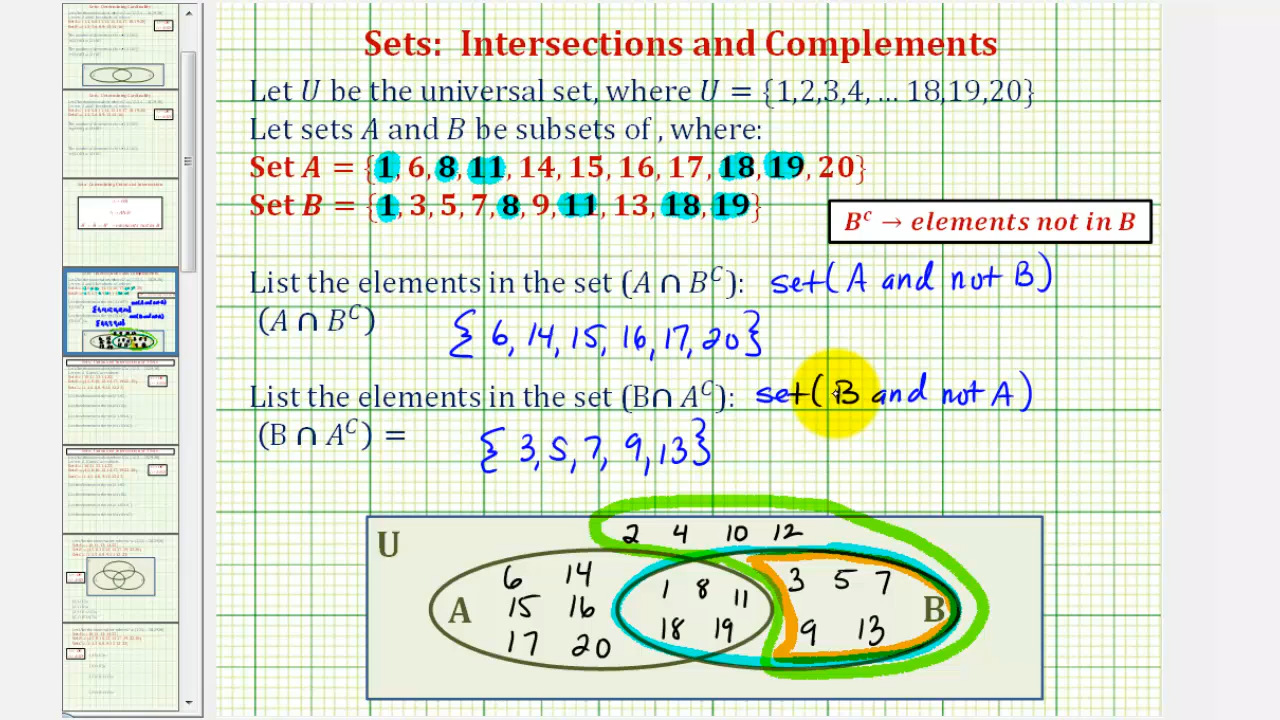 Sets: Intersections and Complements
Let U be the universal set, where U = {1,2,3,4, … 18,19,20}
Let sets A and B be subsets of , where:
Set A = {1, 6, 8, 11, 14, 15, 16, 17, 18, 19, 20}
Set B = {1, 3, 5, 7, 8, 9, 11, 13, 18, 19}
Bᶜ → elements not in B
List the elements in the set (A ∩ Bᶜ): set( A and not B)
(A ∩ Bᶜ) { 6, 14, 15, 16, 17, 20}
List the elements in the set (B∩ Aᶜ): set( B and not A)
(B ∩ Aᶜ) = { 3, 5, 7, 9, 13}
U 2 4 10 12
6 14 1 8 11 3 5 7
A 15 16 B
17 20 18 19 9 13